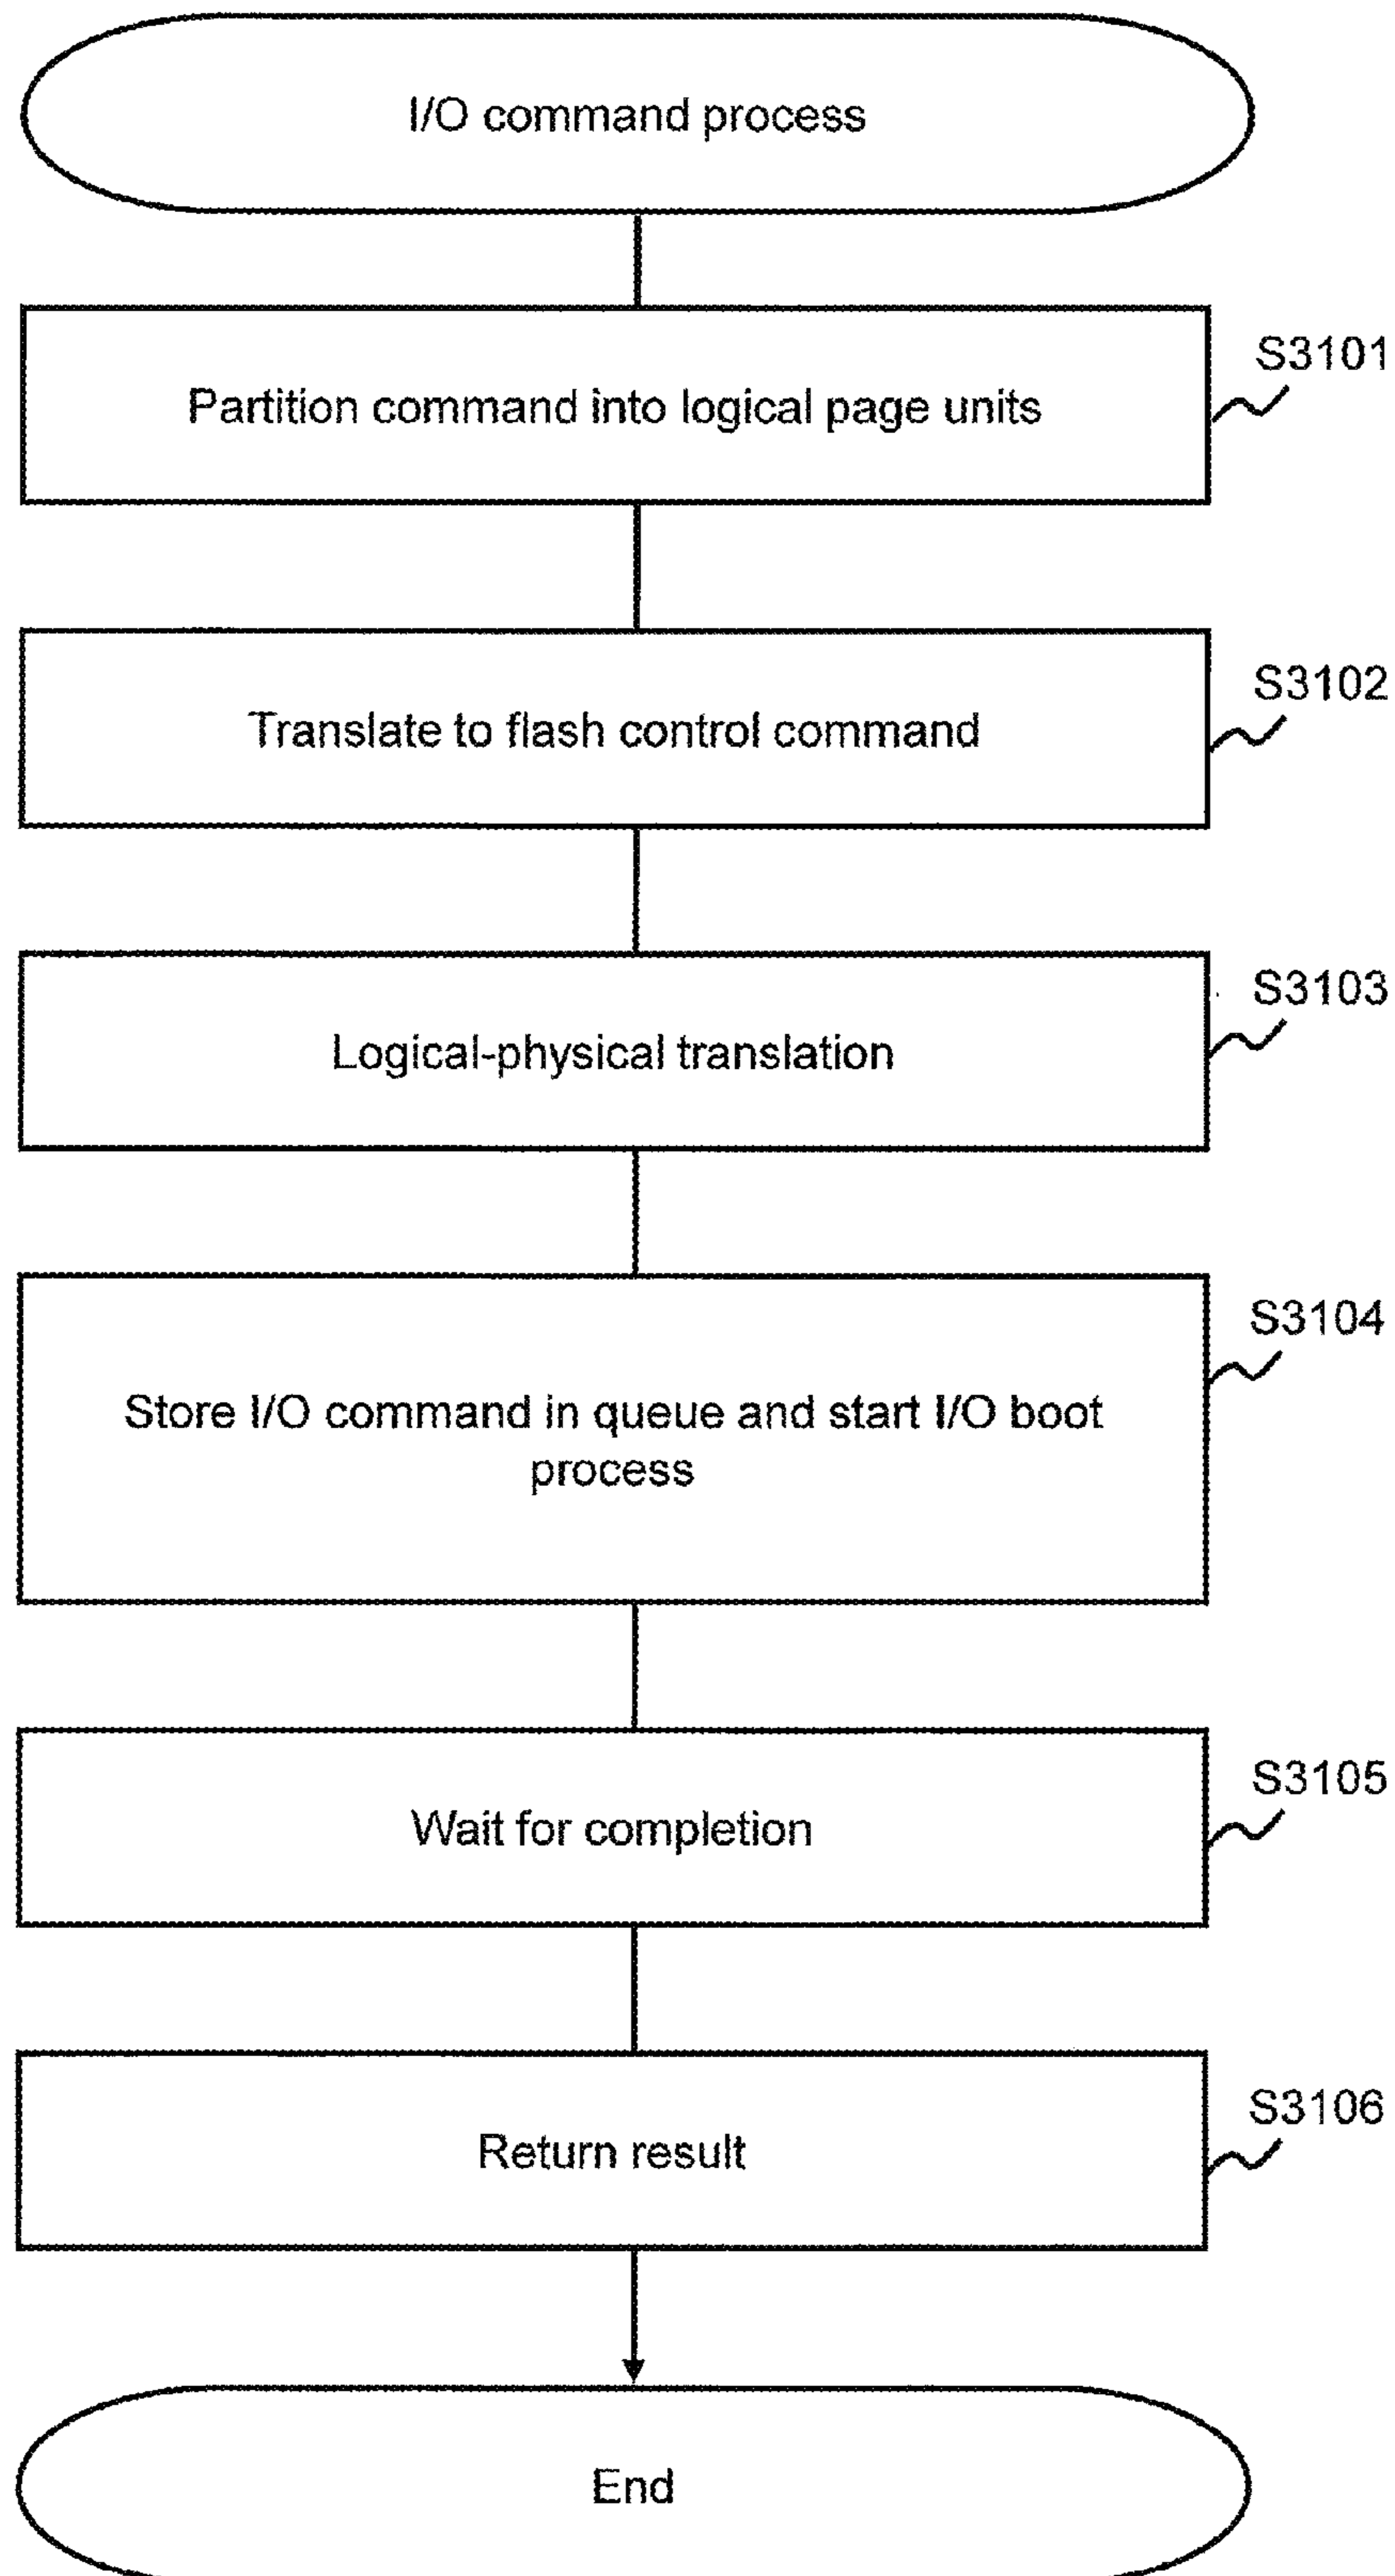 I/O command process
S3101
Partition command into logical page units
S3102
Translate to flash control command
S3103
Logical-physical translation
S3104
Store I/O command in queue and start I/O boot
process
S3105
Wait for completion
S3106
Return result
End